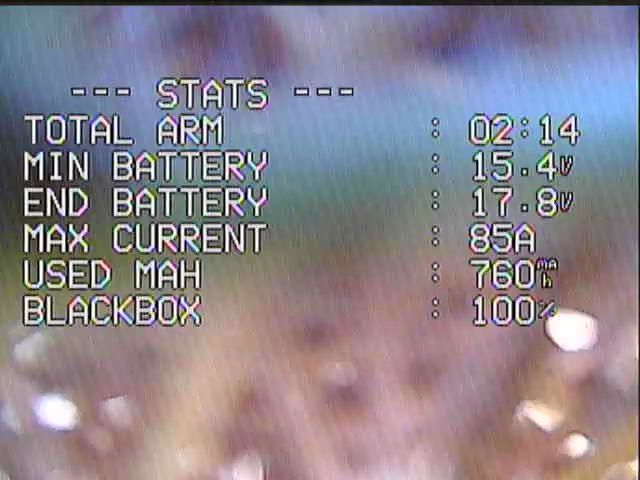 --- STATS ---
TOTAL ARM : 02:14
MIN BATTERY : 15.4V
END BATTERY : 17.8V
MAX CURRENT : 85A
USED MAH : 760mAh
BLACKBOX : 100%